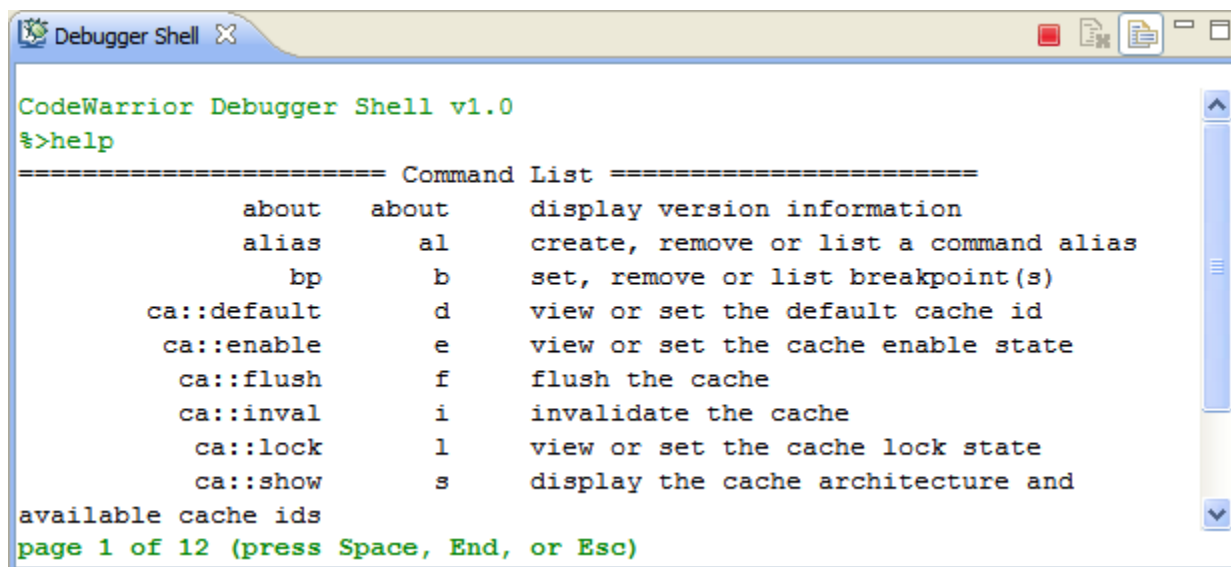 Debugger Shell
CodeWarrior Debugger Shell v1.0
%>help
======================= Command List =======================
about about display version information
alias al create, remove or list a command alias
bp b set, remove or list breakpoint(s)
ca::default d view or set the default cache id
ca::enable e view or set the cache enable state
ca::flush f flush the cache
ca::inval i invalidate the cache
ca::lock l view or set the cache lock state
ca::show s display the cache architecture and
available cache ids
page 1 of 12 (press Space, End, or Esc)